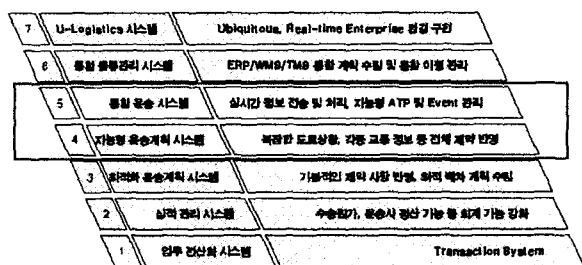 7 U-Logistics 시스템 Ubiquitous, Real-time Enterprise 환경 구현
6 통합 물류관리 시스템 ERP/WMS/TMS 통합 계획 수립 및 통합 이행 관리
5 통합 운송 시스템 실시간 정보 전송 및 처리, 지능형 ATP 및 Event 관리
4 지능형 운송계획 시스템 복잡한 도로상황, 각종 교통 정보 등 전체 제약 반영
3 최적화 운송계획 시스템 가능적인 제약 사항 반영, 최적 배차 계획 수립
2 실적 관리 시스템 수송원가, 운송사 정산 기능 등 회계 기능 강화
1 업무 전산화 시스템 Transaction System